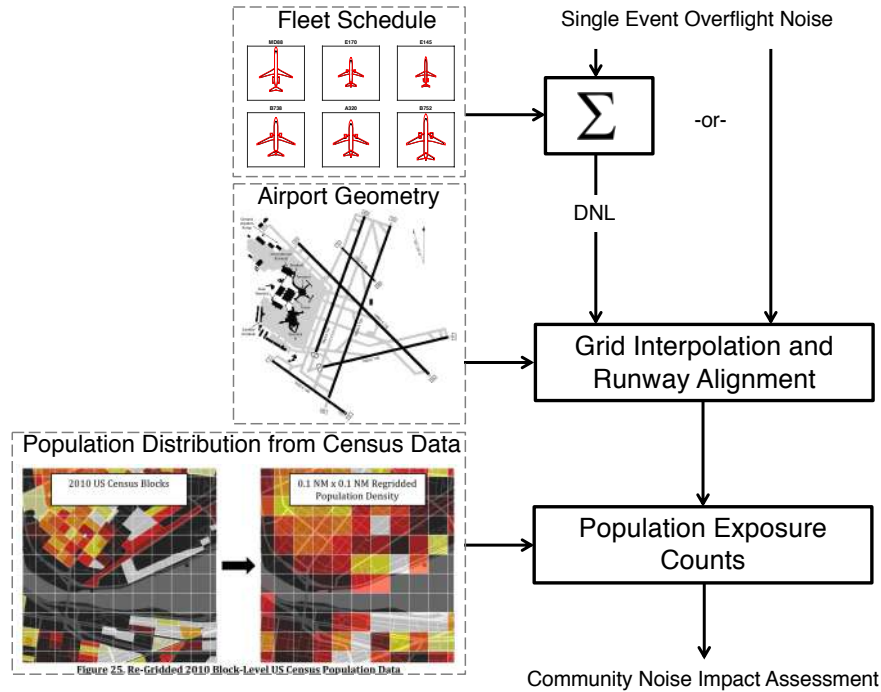 Fleet Schedule
MD88
E170
E145
B738
A320
B752
Single Event Overflight Noise
Σ
-or-
DNL
Airport Geometry
Grid Interpolation and
Runway Alignment
Population Distribution from Census Data
2010 US Census Blocks
0.1 NM x 0.1 NM Regridded
Population Density
Figure 25. Re-Gridded 2010 Block-Level US Census Population Data
Population Exposure
Counts
Community Noise Impact Assessment